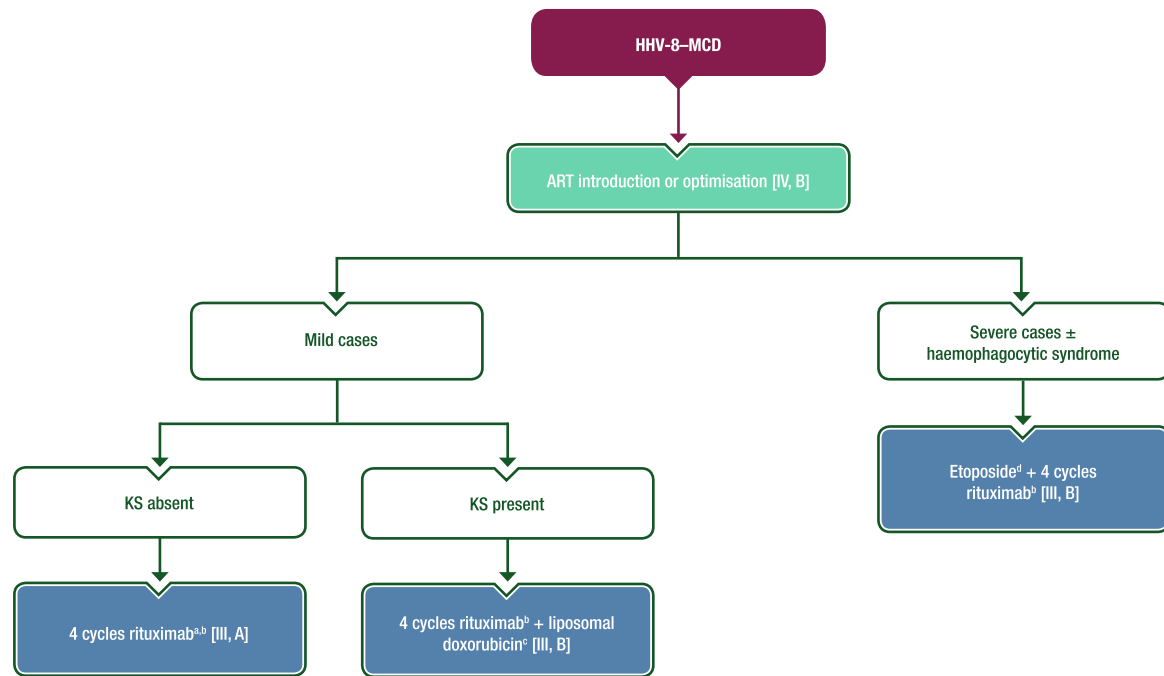 HHV-8–MCD
ART introduction or optimisation [IV, B]
Mild cases
Severe cases ±
haemophagocytic syndrome
KS absent
KS present
Etoposideᵈ + 4 cycles
rituximabᵇ [III, B]
4 cycles rituximabᵃ,ᵇ [III, A]
4 cycles rituximabᵇ + liposomal
doxorubicinᶜ [III, B]